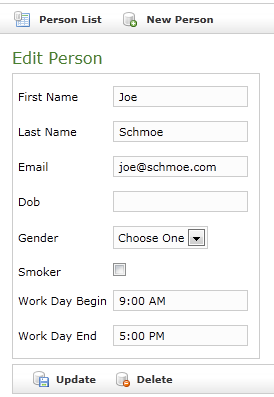 Person List New Person
Edit Person
First Name Joe
Last Name Schmoe
Email joe@schmoe.com
Dob
Gender Choose One
Smoker
Work Day Begin 9:00 AM
Work Day End 5:00 PM
Update Delete